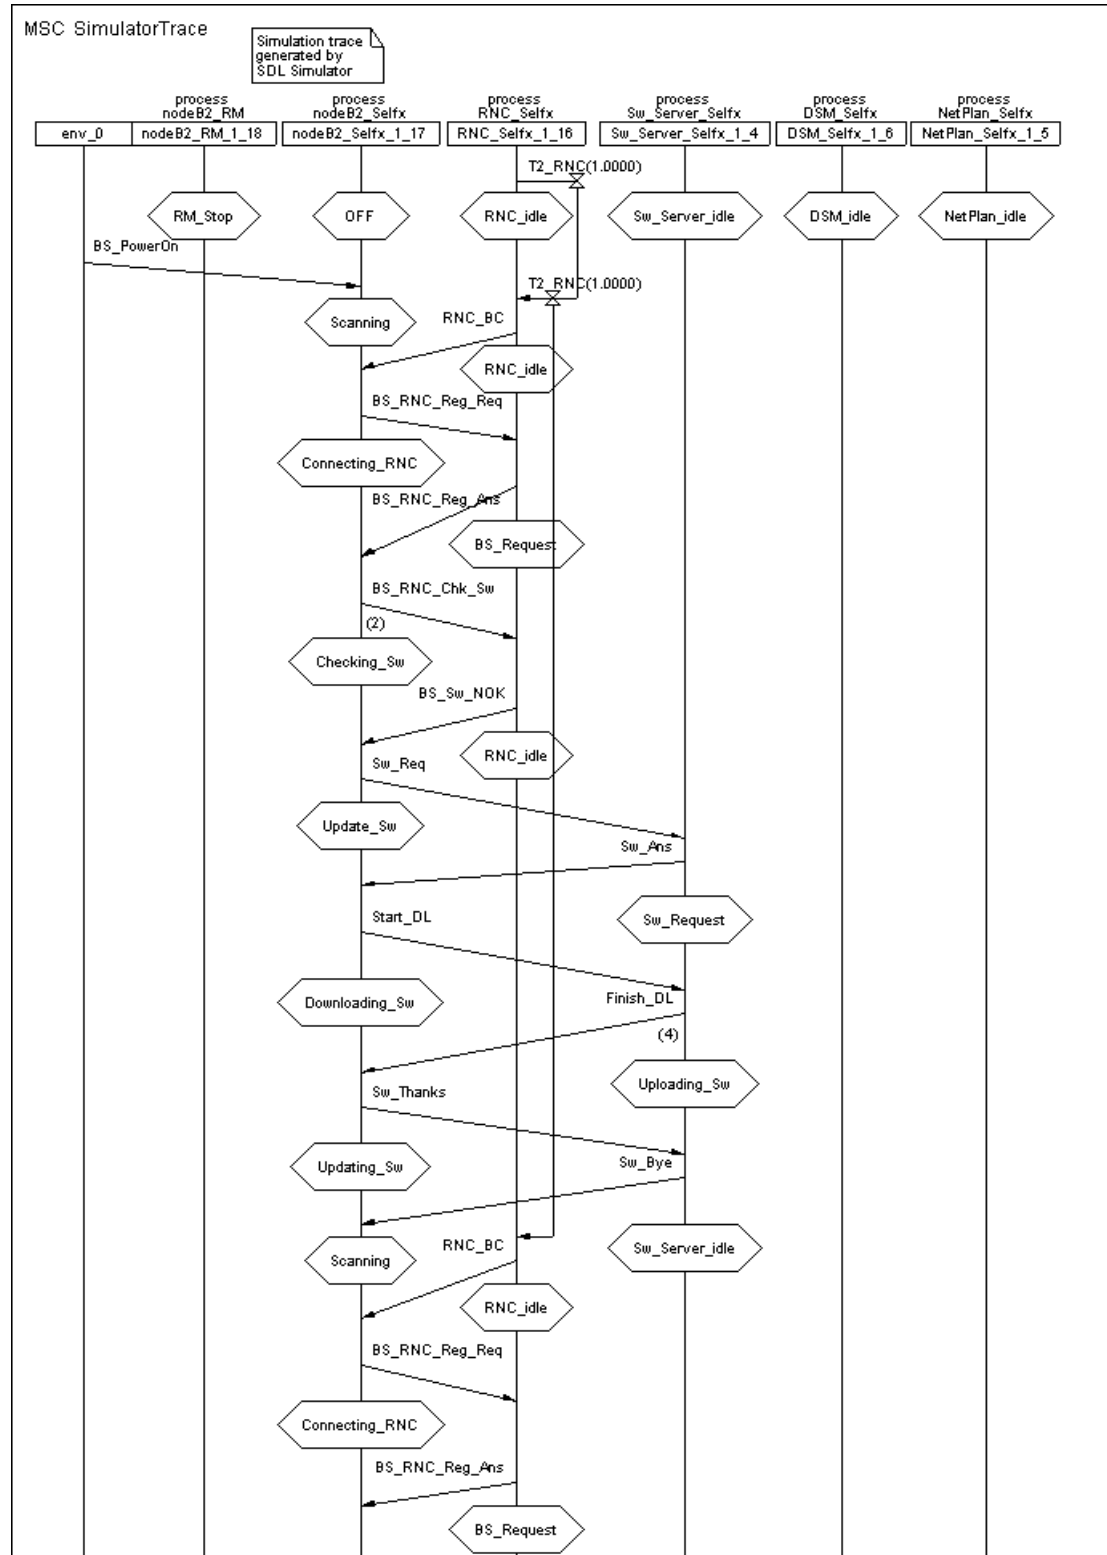 MSC SimulatorTrace
Simulation trace
generated by
SDL Simulator
process
nodeB2_RM
process
nodeB2_Selfx
process
RNC_Selfx
process
Sw_Server_Selfx
process
DSM_Selfx
process
NetPlan_Selfx
env_0
nodeB2_RM_1_18
nodeB2_Selfx_1_17
RNC_Selfx_1_16
Sw_Server_Selfx_1_4
DSM_Selfx_1_6
NetPlan_Selfx_1_5
T2_RNC(1.0000)
RM_Stop
OFF
RNC_idle
Sw_Server_idle
DSM_idle
NetPlan_idle
BS_PowerOn
T2_RNC(1.0000)
Scanning
RNC_BC
RNC_idle
BS_RNC_Reg_Req
Connecting_RNC
BS_RNC_Reg_Ans
BS_Request
BS_RNC_Chk_Sw
(2)
Checking_Sw
BS_Sw_NOK
RNC_idle
Sw_Req
Update_Sw
Sw_Ans
Start_DL
Sw_Request
Downloading_Sw
Finish_DL
(4)
Uploading_Sw
Sw_Thanks
Updating_Sw
Sw_Bye
RNC_BC
Sw_Server_idle
Scanning
RNC_idle
BS_RNC_Reg_Req
Connecting_RNC
BS_RNC_Reg_Ans
BS_Request